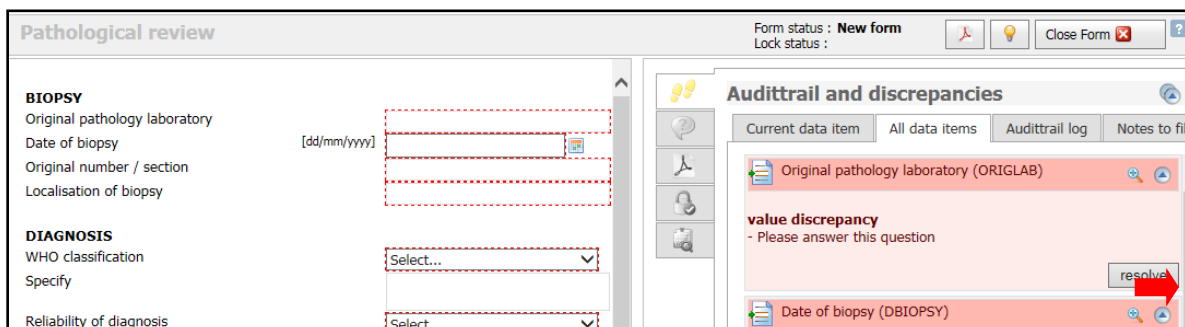 Pathological review
Form status : New form
Lock status :
Close Form
?
BIOPSY
Original pathology laboratory
Date of biopsy [dd/mm/yyyy]
Original number / section
Localisation of biopsy
DIAGNOSIS
WHO classification Select...
Specify
Reliability of diagnosis Select
Audittrail and discrepancies
Current data item All data items Audittrail log Notes to fil
Original pathology laboratory (ORIGLAB)
value discrepancy
- Please answer this question
resolve
Date of biopsy (DBIOPSY)